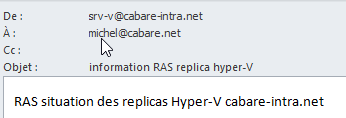 De : srv-v@cabare-intra.net
À : michel@cabare.net
Cc :
Objet : information RAS replica hyper-V
RAS situation des replicas Hyper-V cabare-intra.net